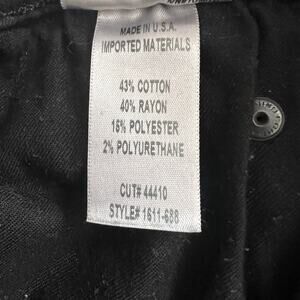 MADE IN U.S.A.
IMPORTED MATERIALS
43% COTTON
40% RAYON
15% POLYESTER
2% POLYURETHANE
CUT# 44410
STYLE# 1611-688